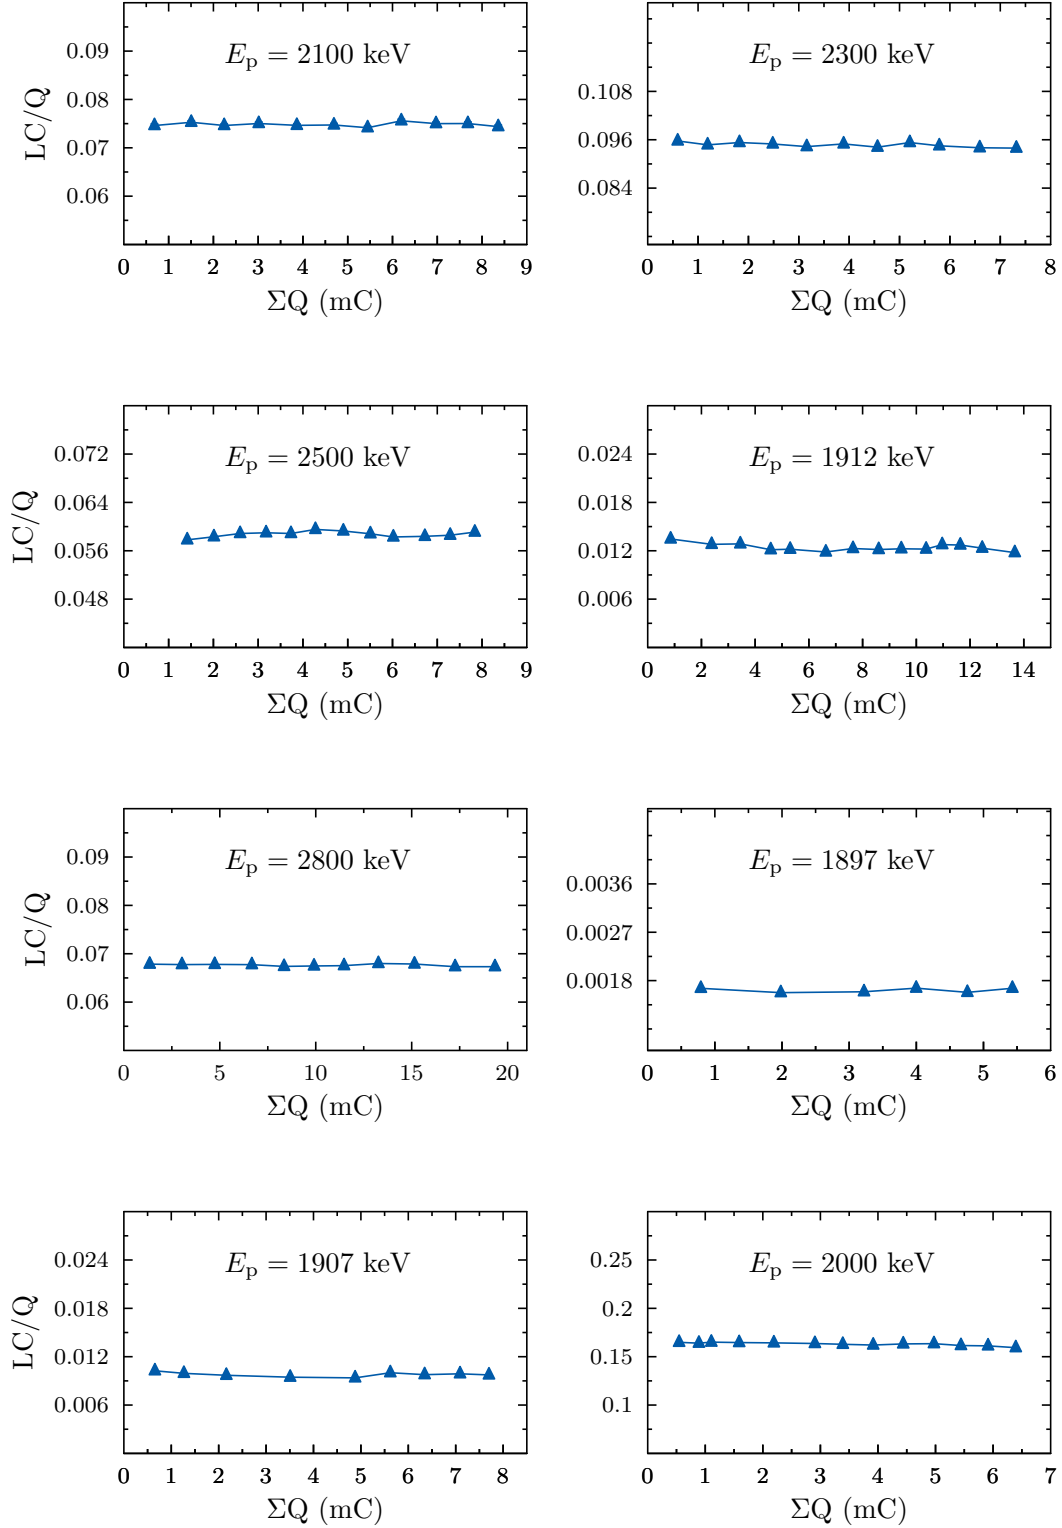 0.09
0.08
0.07
0.06
LC/Q
E_p = 2100 keV
0 1 2 3 4 5 6 7 8 9
ΣQ (mC)
0.108
0.096
0.084
E_p = 2300 keV
0 1 2 3 4 5 6 7 8
ΣQ (mC)
0.072
0.064
0.056
0.048
LC/Q
E_p = 2500 keV
0 1 2 3 4 5 6 7 8 9
ΣQ (mC)
0.024
0.018
0.012
0.006
E_p = 1912 keV
0 2 4 6 8 10 12 14
ΣQ (mC)
0.09
0.08
0.07
0.06
LC/Q
E_p = 2800 keV
0 5 10 15 20
ΣQ (mC)
0.0036
0.0027
0.0018
E_p = 1897 keV
0 1 2 3 4 5 6
ΣQ (mC)
0.024
0.018
0.012
0.006
LC/Q
E_p = 1907 keV
0 1 2 3 4 5 6 7 8
ΣQ (mC)
0.25
0.2
0.15
0.1
E_p = 2000 keV
0 1 2 3 4 5 6 7
ΣQ (mC)